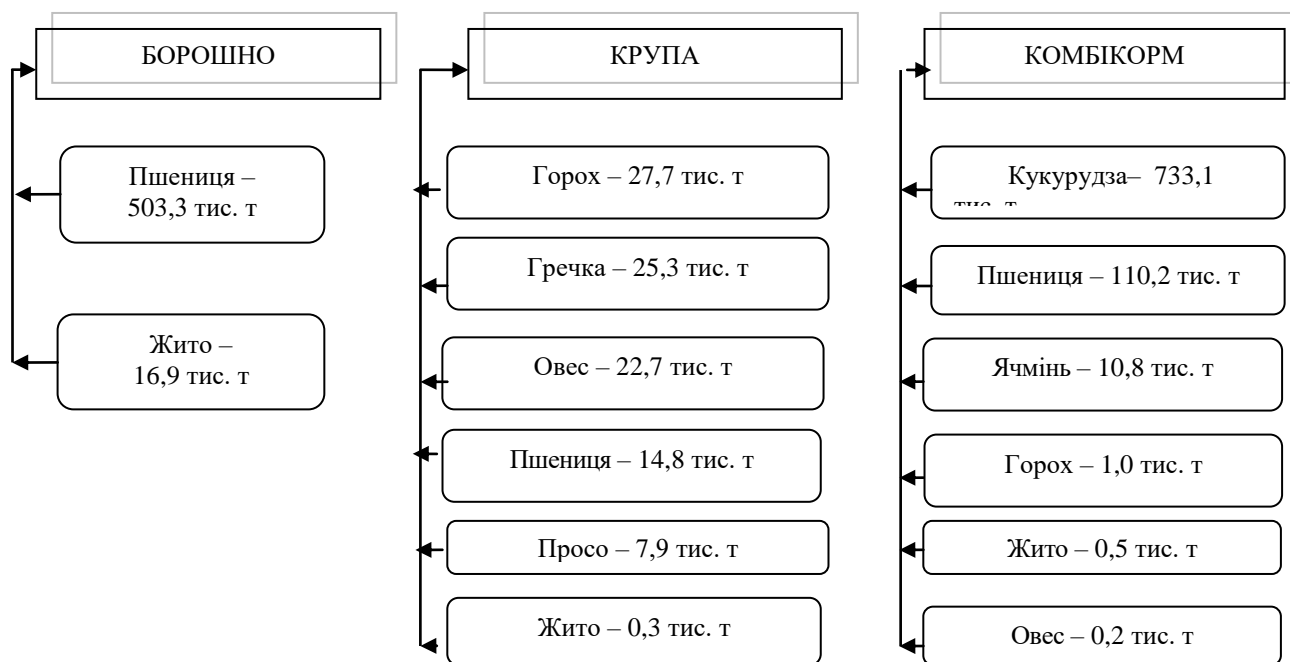 БОРОШНО
Пшениця –
503,3 тис. т
Жито –
16,9 тис. т
КРУПА
Горох – 27,7 тис. т
Гречка – 25,3 тис. т
Овес – 22,7 тис. т
Пшениця – 14,8 тис. т
Просо – 7,9 тис. т
Жито – 0,3 тис. т
КОМБІКОРМ
Кукурудза– 733,1
тис. т
Пшениця – 110,2 тис. т
Ячмінь – 10,8 тис. т
Горох – 1,0 тис. т
Жито – 0,5 тис. т
Овес – 0,2 тис. т